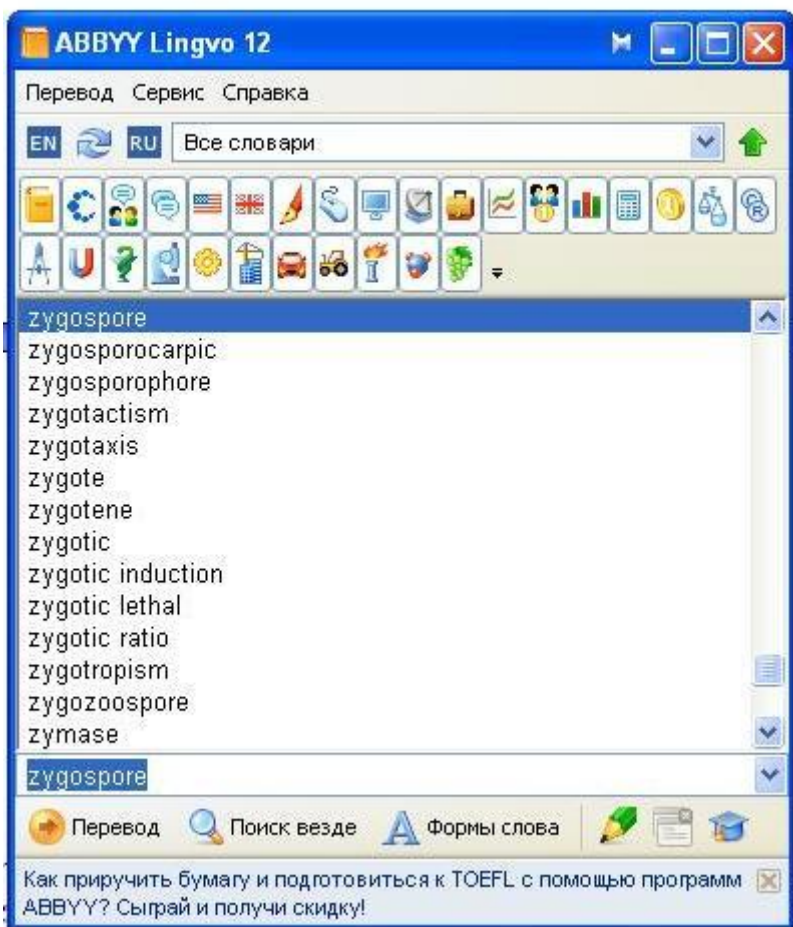 ABBYY Lingvo 12
Перевод Сервис Справка
EN RU Все словари
zygospore
zygosporocarpic
zygosporophore
zygotactism
zygotaxis
zygote
zygotene
zygotic
zygotic induction
zygotic lethal
zygotic ratio
zygotropism
zygozoospore
zymase
zygospore
Перевод Поиск везде Формы слова
Как приручить бумагу и подготовиться к TOEFL с помощью программ
ABBYY? Сыграй и получи скидку!